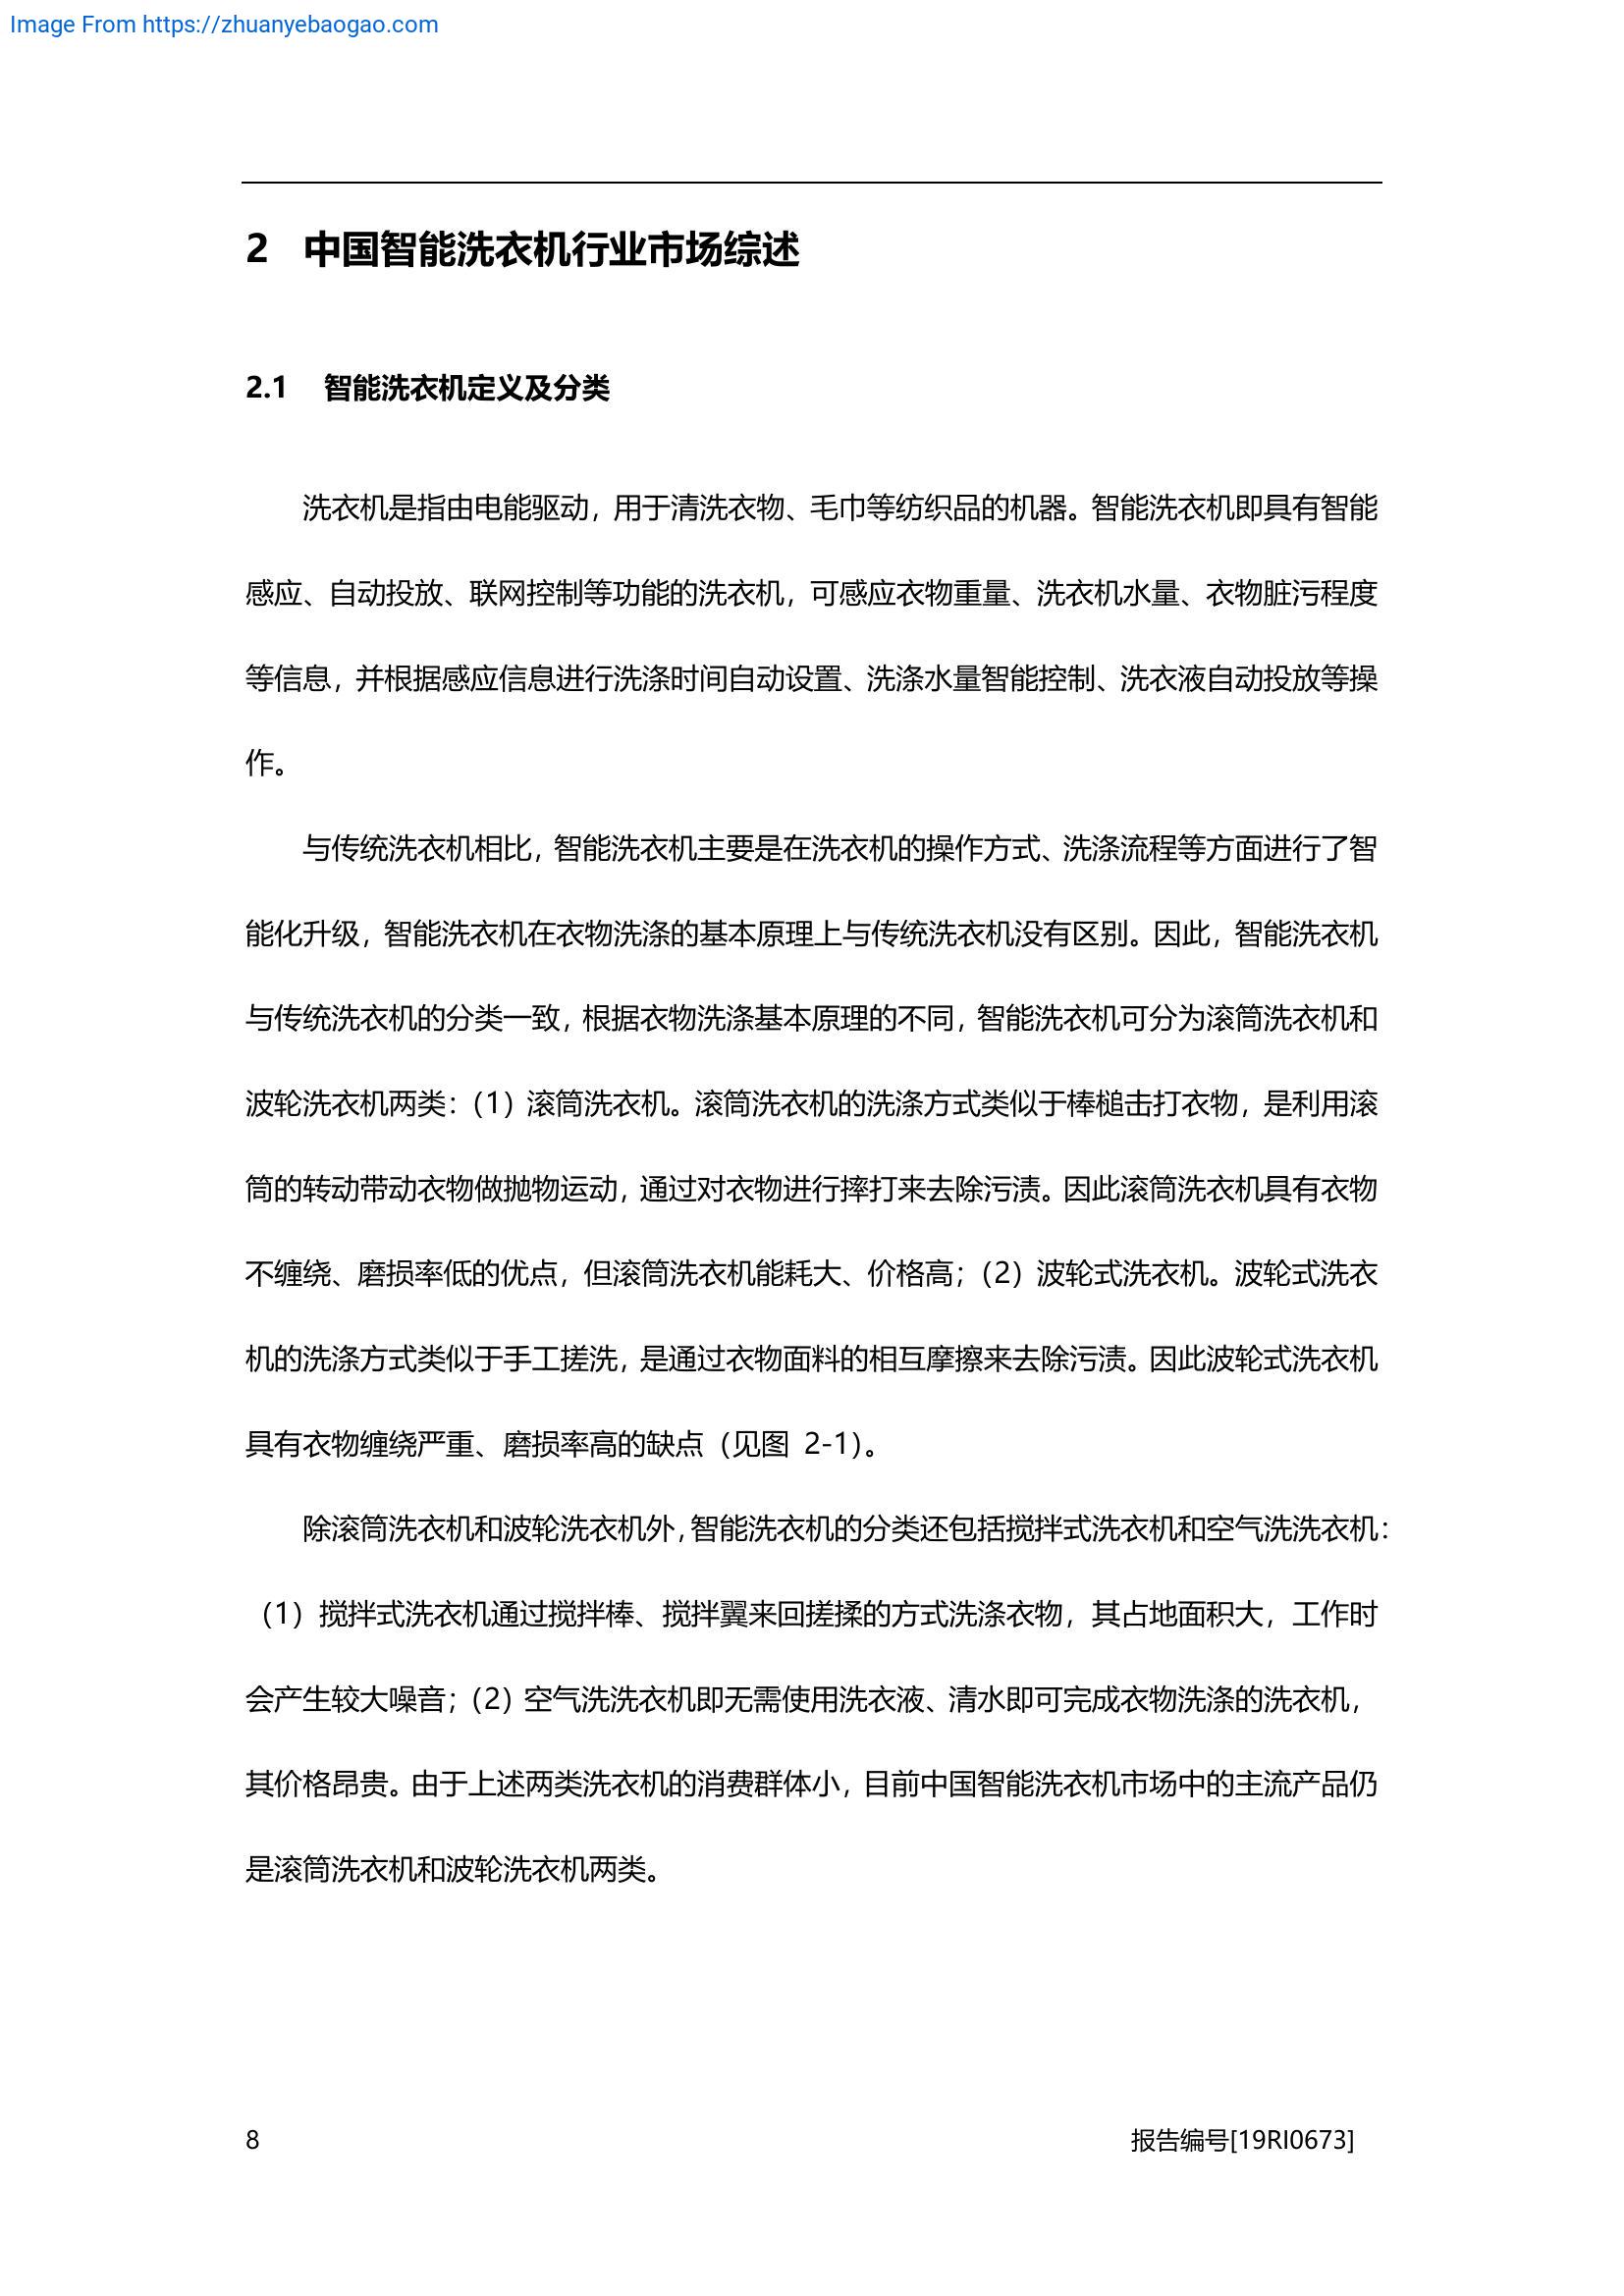 Image From https://zhuanyebaogao.com
2 中国智能洗衣机行业市场综述
2.1 智能洗衣机定义及分类
洗衣机是指由电能驱动，用于清洗衣物、毛巾等纺织品的机器。智能洗衣机即具有智能
感应、自动投放、联网控制等功能的洗衣机，可感应衣物重量、洗衣机水量、衣物脏污程度
等信息，并根据感应信息进行洗涤时间自动设置、洗涤水量智能控制、洗衣液自动投放等操
作。
与传统洗衣机相比，智能洗衣机主要是在洗衣机的操作方式、洗涤流程等方面进行了智
能化升级，智能洗衣机在衣物洗涤的基本原理上与传统洗衣机没有区别。因此，智能洗衣机
与传统洗衣机的分类一致，根据衣物洗涤基本原理的不同，智能洗衣机可分为滚筒洗衣机和
波轮洗衣机两类：（1）滚筒洗衣机。滚筒洗衣机的洗涤方式类似于棒槌击打衣物，是利用滚
筒的转动带动衣物做抛物运动，通过对衣物进行摔打来去除污渍。因此滚筒洗衣机具有衣物
不缠绕、磨损率低的优点，但滚筒洗衣机能耗大、价格高；（2）波轮式洗衣机。波轮式洗衣
机的洗涤方式类似于手工搓洗，是通过衣物面料的相互摩擦来去除污渍。因此波轮式洗衣机
具有衣物缠绕严重、磨损率高的缺点（见图 2-1）。
除滚筒洗衣机和波轮洗衣机外，智能洗衣机的分类还包括搅拌式洗衣机和空气洗洗衣机：
（1）搅拌式洗衣机通过搅拌棒、搅拌翼来回搓揉的方式洗涤衣物，其占地面积大，工作时
会产生较大噪音；（2）空气洗洗衣机即无需使用洗衣液、清水即可完成衣物洗涤的洗衣机，
其价格昂贵。由于上述两类洗衣机的消费群体小，目前中国智能洗衣机市场中的主流产品仍
是滚筒洗衣机和波轮洗衣机两类。
8 报告编号[19RI0673]